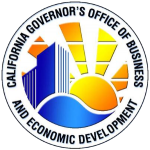 CALIFORNIA GOVERNOR'S OFFICE OF BUSINESS
AND ECONOMIC DEVELOPMENT